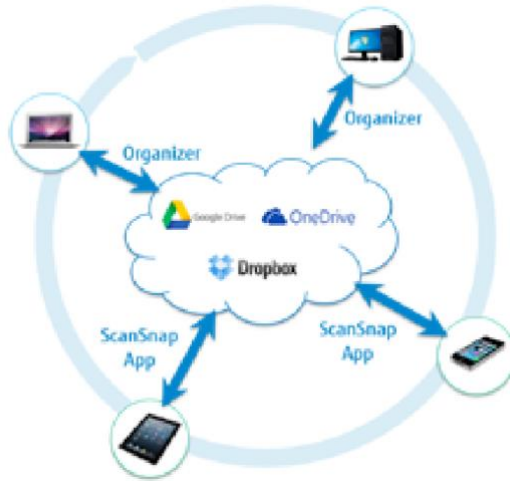 Organizer
Organizer
Google Drive
OneDrive
Dropbox
ScanSnap
App
ScanSnap
App